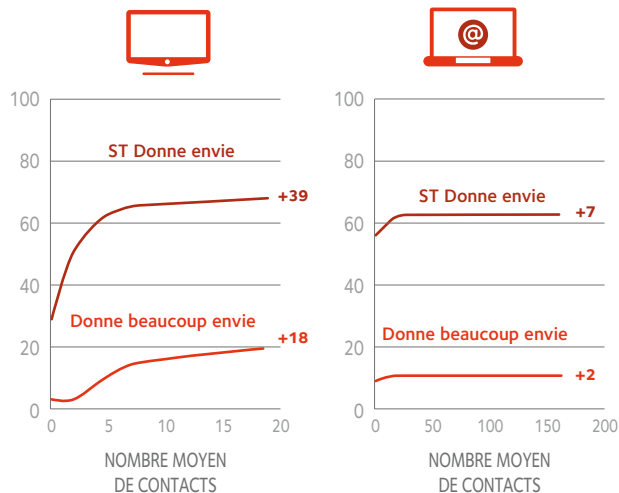 @
100
80
60
40
20
0
ST Donne envie
+39
Donne beaucoup envie
+18
0 5 10 15 20
NOMBRE MOYEN
DE CONTACTS
100
80
60
40
20
0
ST Donne envie
+7
Donne beaucoup envie
+2
0 50 100 150 200
NOMBRE MOYEN
DE CONTACTS